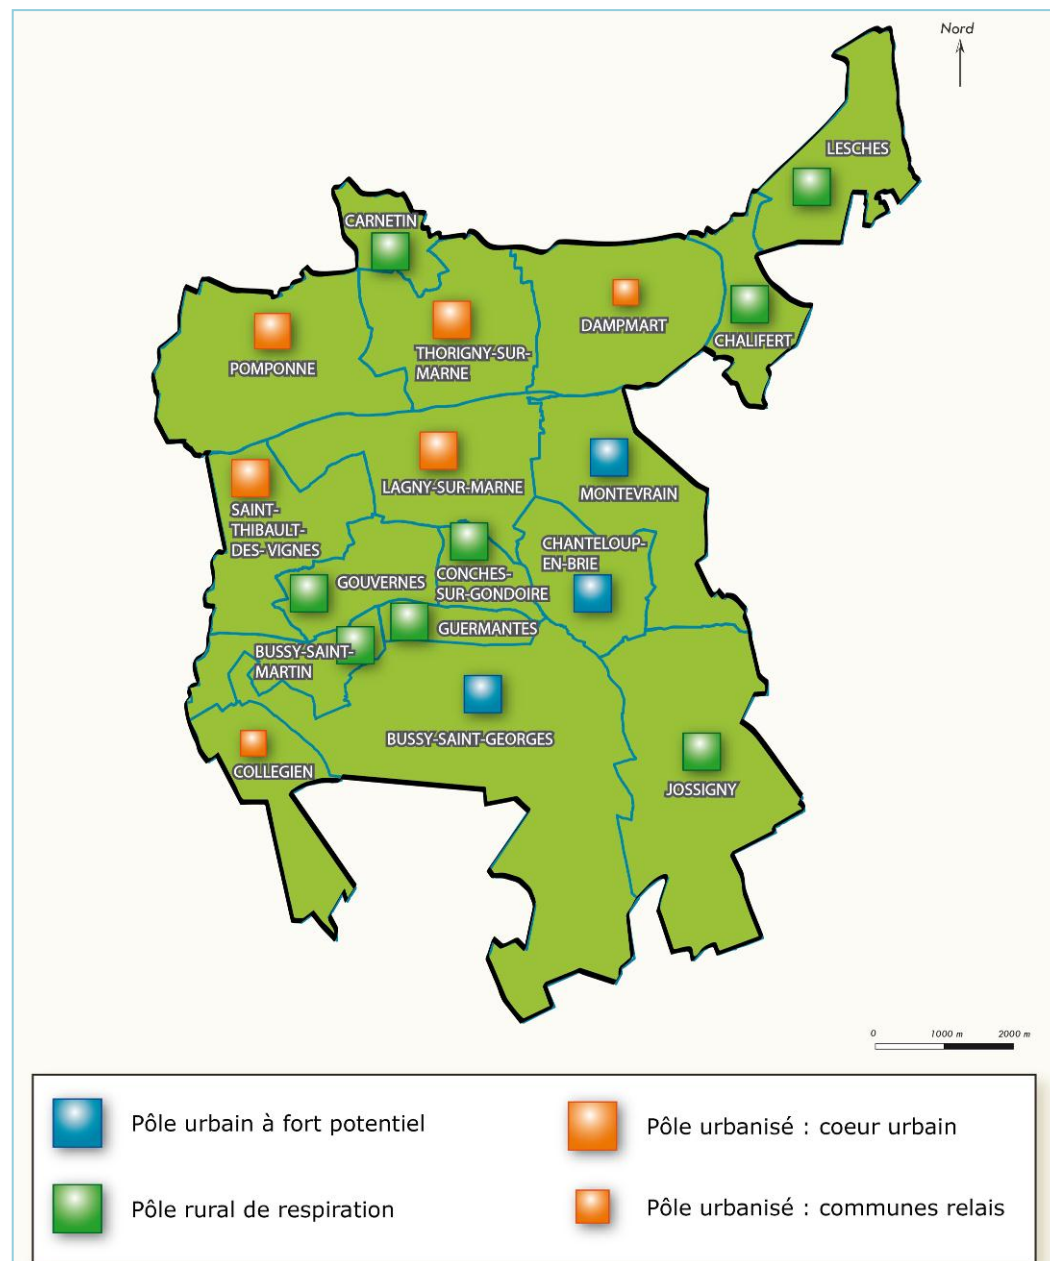 Nord
LESCHES
CARNETIN
DAMPMART
CHALIFERT
THORIGNY-SUR-
MARNE
POMPONNE
LAGNY-SUR-MARNE
MONTEVRAIN
SAINT-
THIBAULT-
DES- VIGNES
CHANTELOUP-
EN-BRIE
GOUVERNES
CONCHES-
SUR-GONDOIRE
GUERMANTES
BUSSY-SAINT-
MARTIN
BUSSY-SAINT-GEORGES
COLLEGIEN
JOSSIGNY
0 1000 m 2000 m
Pôle urbain à fort potentiel
Pôle urbanisé : coeur urbain
Pôle rural de respiration
Pôle urbanisé : communes relais